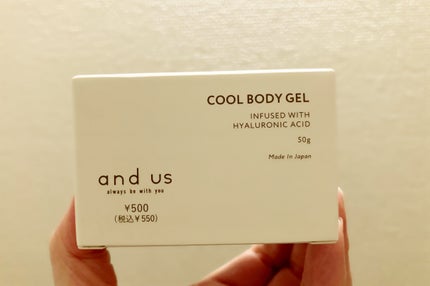 COOL BODY GEL
INFUSED WITH
HYALURONIC ACID
50g
Made In Japan
and us
always be with you
¥500
(税込¥550)